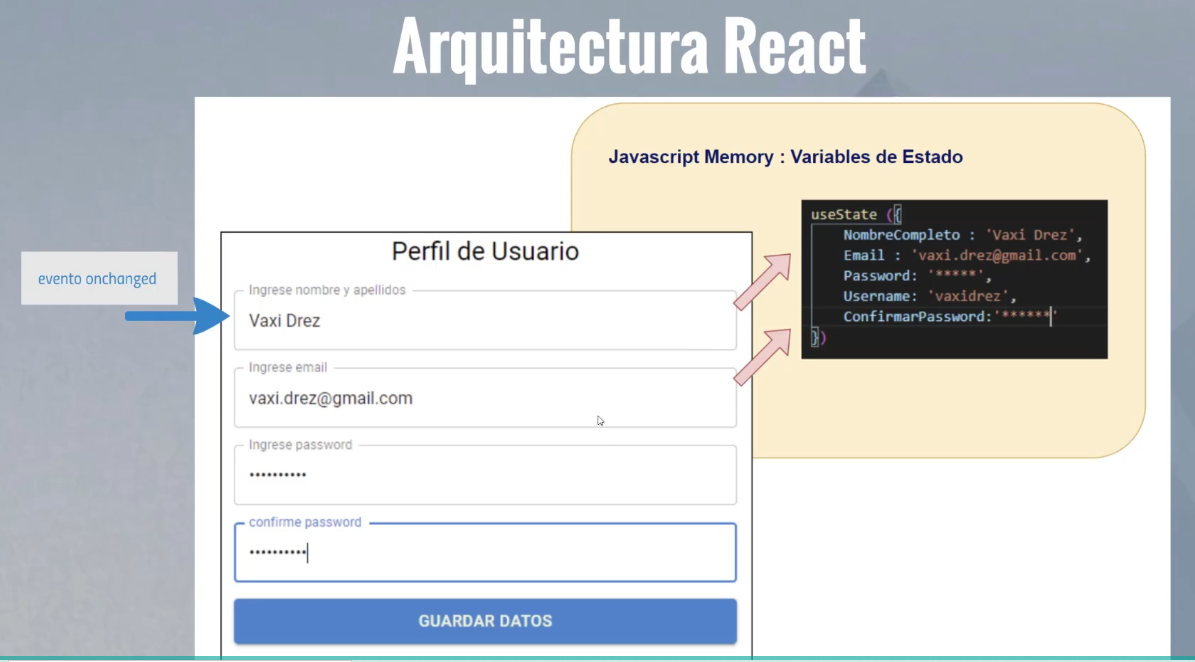 Arquitectura React
Javascript Memory : Variables de Estado
useState ({
NombreCompleto : 'Vaxi Drez',
Email : 'vaxi.drez@gmail.com',
Password: '*****',
Username: 'vaxidrez',
ConfirmarPassword:'******'
})
evento onchanged
Perfil de Usuario
Ingrese nombre y apellidos
Vaxi Drez
Ingrese email
vaxi.drez@gmail.com
Ingrese password
••••••••••
confirme password
••••••••••
GUARDAR DATOS